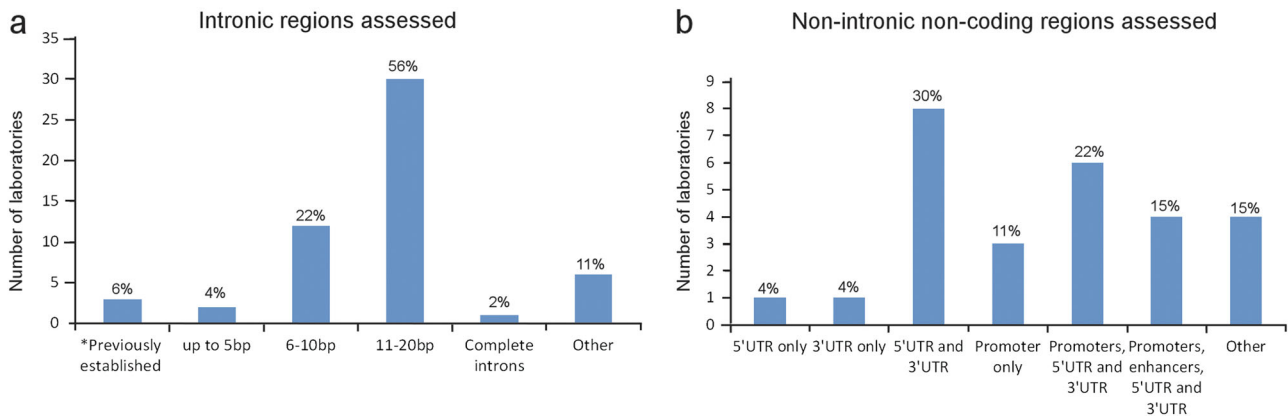 a
Intronic regions assessed
Number of laboratories
35
30
25
20
15
10
5
0
6%
4%
22%
56%
2%
11%
*Previously
established
up to 5bp
6-10bp
11-20bp
Complete
introns
Other
b
Non-intronic non-coding regions assessed
Number of laboratories
9
8
7
6
5
4
3
2
1
0
4%
4%
30%
11%
22%
15%
15%
5'UTR only
3'UTR only
5'UTR and
3'UTR
Promoter
only
Promoters,
5'UTR and
3'UTR
Promoters,
enhancers,
5'UTR and
3'UTR
Other